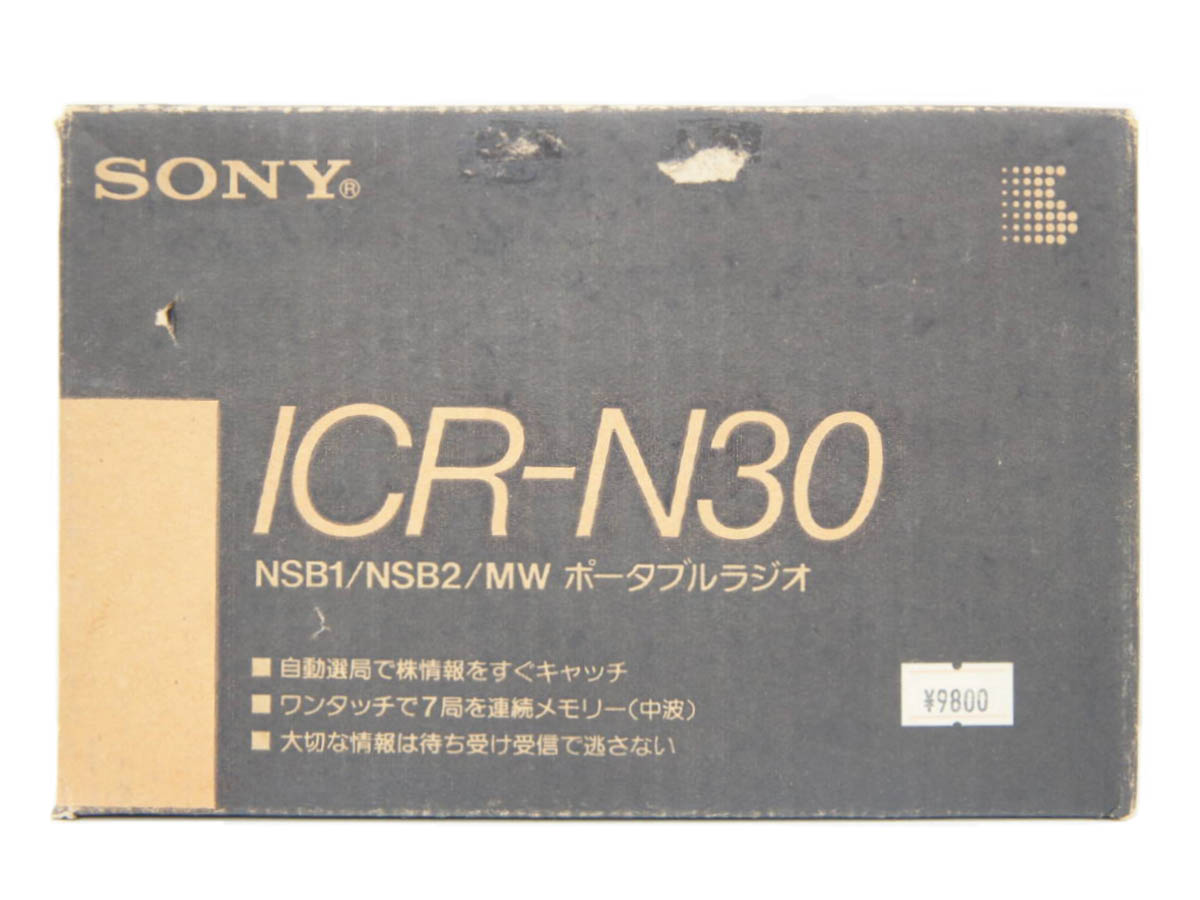 SONY®
ICR-N30
NSB1/NSB2/MW ポータブルラジオ
■ 自動選局で株情報をすぐキャッチ
■ ワンタッチで7局を連続メモリー(中波)
■ 大切な情報は待ち受け受信で逃さない
¥9800